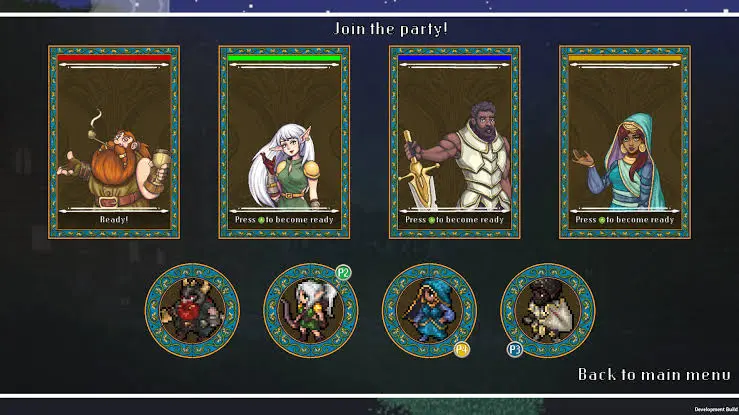 Join the party!
Ready!
Press A to become ready
Press A to become ready
Press A to become ready
P2
P4
P3
Back to main menu
Development Build